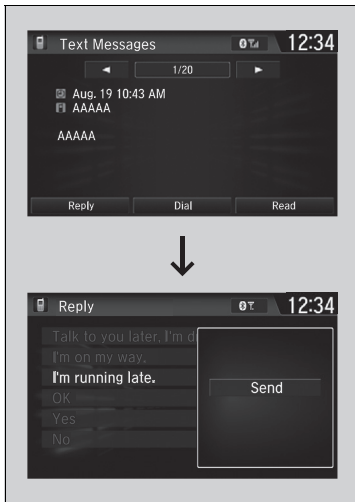 Text Messages
12:34
1/20
Aug. 19 10:43 AM
AAAAA
AAAAA
Reply Dial Read
Reply
12:34
Talk to you later, I'm d
I'm on my way.
I'm running late.
Send
OK
Yes
No